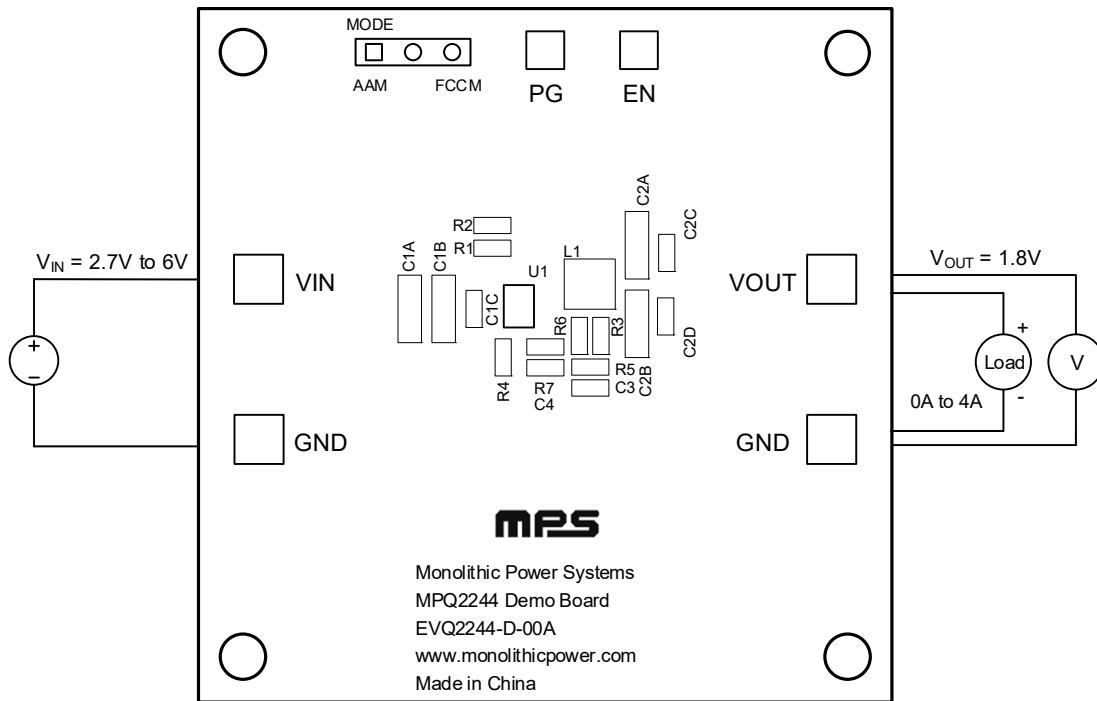 MODE
AAM FCCM
PG EN
C2A
C2C
R2
R1
C1A
C1B
L1
U1
V_IN = 2.7V to 6V
VIN
VOUT
V_OUT = 1.8V
C1C
R6
R3
C2D
+
−
+
Load
-
V
0A to 4A
R4
R7
C4
R5
C3
C2B
GND
GND
mps
Monolithic Power Systems
MPQ2244 Demo Board
EVQ2244-D-00A
www.monolithicpower.com
Made in China